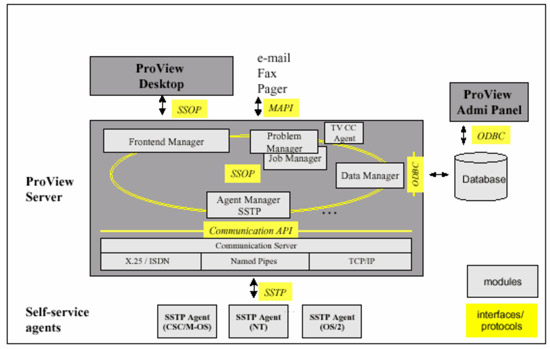 ProView
Desktop
e-mail
Fax
Pager
SSOP
MAPI
ProView
Admi Panel
ODBC
Frontend Manager
Problem
Manager
TV CC
Agent
Job Manager
SSOP
Data Manager
ODBC
Database
ProView
Server
Agent Manager
SSTP
...
Communication API
Communication Server
X.25 / ISDN
Named Pipes
TCP/IP
SSTP
modules
Self-service
agents
SSTP Agent
(CSC/M-OS)
SSTP Agent
(NT)
SSTP Agent
(OS/2)
interfaces/
protocols